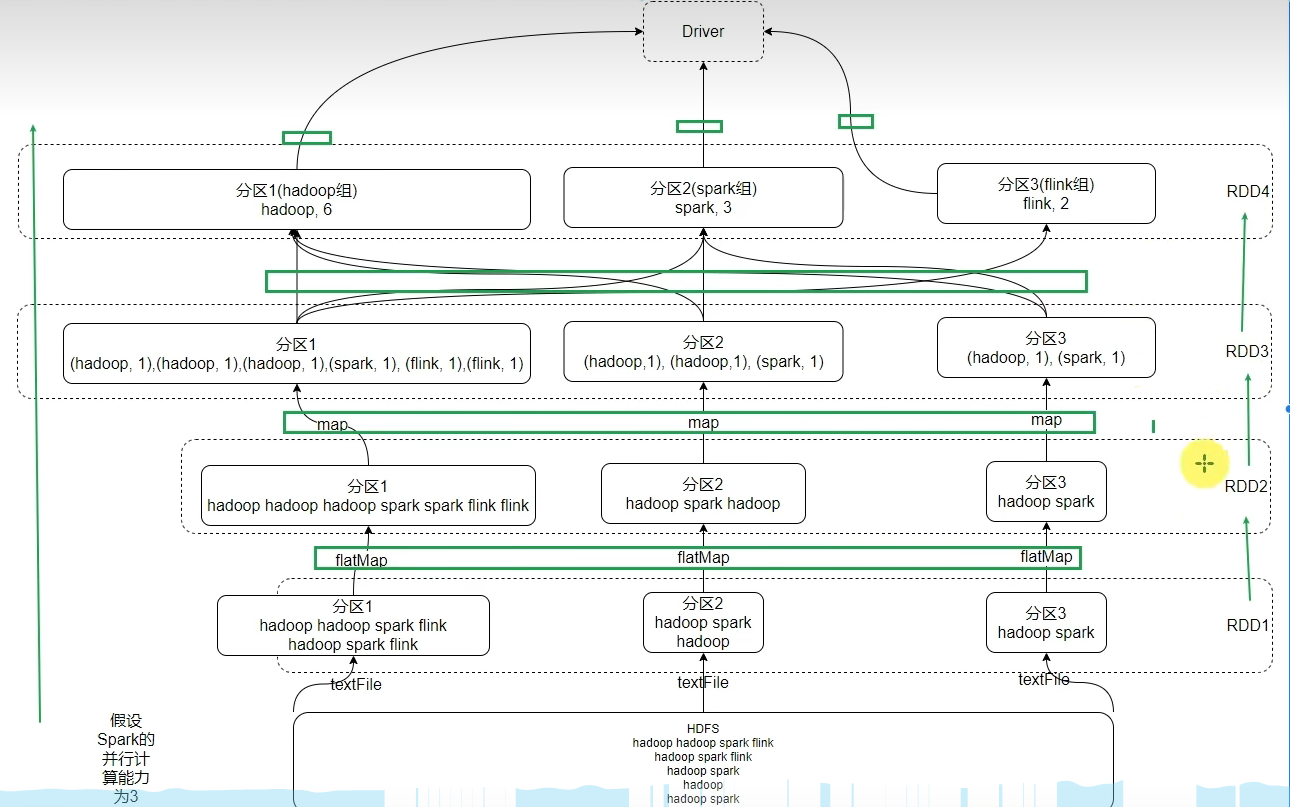 Driver
分区1(hadoop组)
hadoop, 6
分区2(spark组)
spark, 3
分区3(flink组)
flink, 2
RDD4
分区1
(hadoop, 1),(hadoop, 1),(hadoop, 1),(spark, 1), (flink, 1),(flink, 1)
分区2
(hadoop,1), (hadoop,1), (spark, 1)
分区3
(hadoop, 1), (spark, 1)
RDD3
map
map
map
分区1
hadoop hadoop hadoop spark spark flink flink
分区2
hadoop spark hadoop
分区3
hadoop spark
RDD2
flatMap
flatMap
flatMap
分区1
hadoop hadoop spark flink
hadoop spark flink
分区2
hadoop spark
hadoop
分区3
hadoop spark
RDD1
textFile
textFile
textFile
假设
Spark的
并行计
算能力
为3
HDFS
hadoop hadoop spark flink
hadoop spark flink
hadoop spark
hadoop
hadoop spark